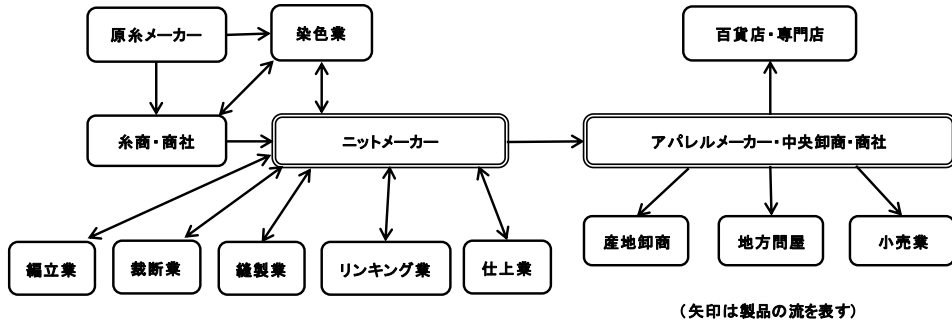 原糸メーカー
染色業
百貨店・専門店
糸商・商社
ニットメーカー
アパレルメーカー・中央卸商・商社
編立業
裁断業
縫製業
リンキング業
仕上業
産地卸商
地方問屋
小売業
（矢印は製品の流を表す）